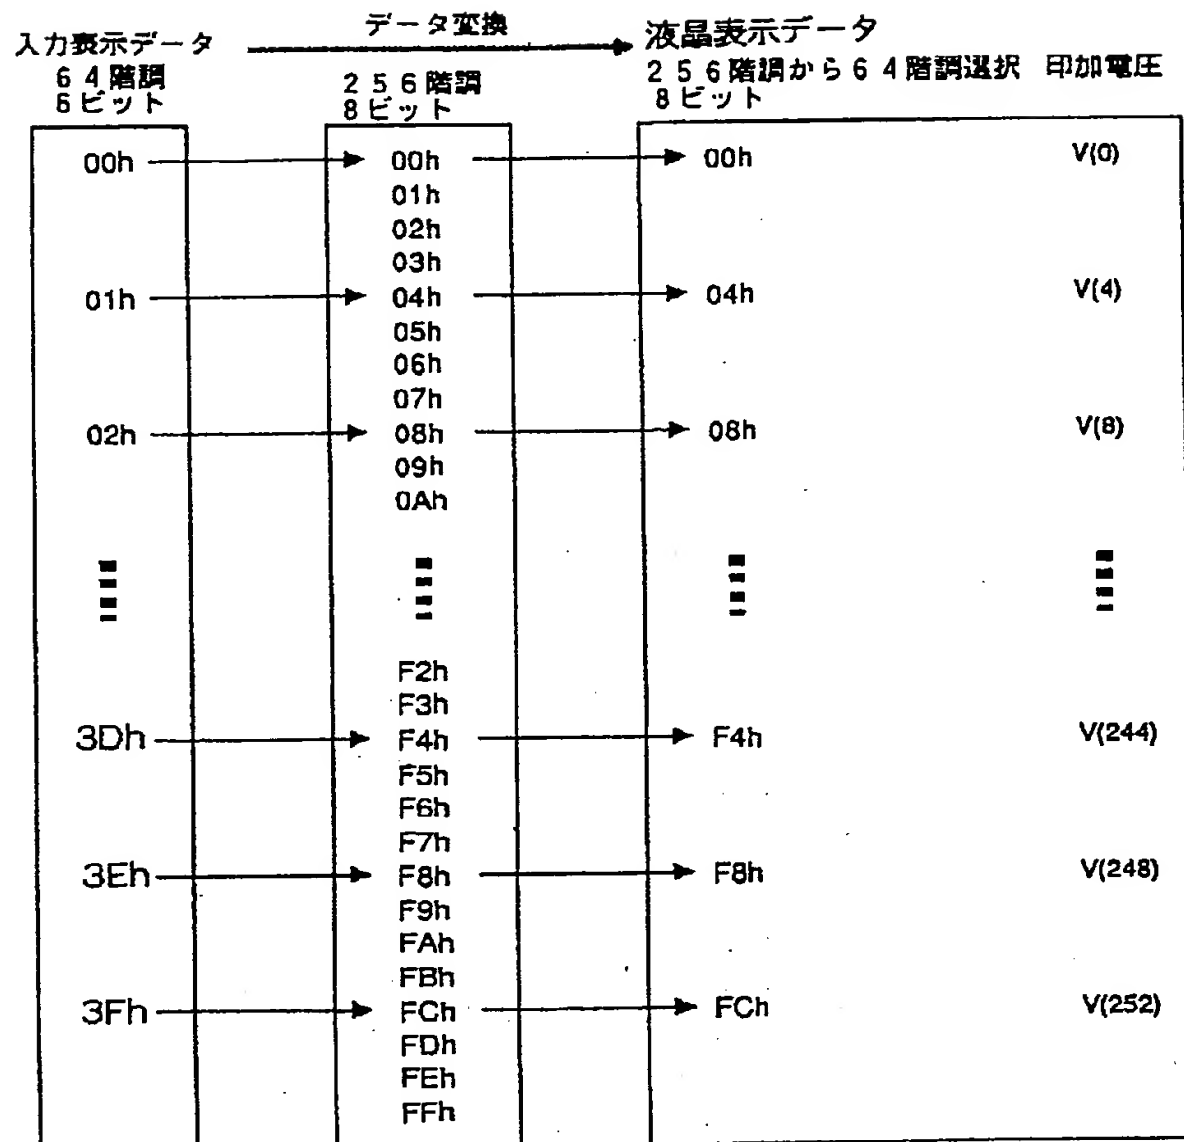 データ変換
入力表示データ
液晶表示データ
64階調
6ビット
256階調
8ビット
256階調から64階調選択 印加電圧
8ビット
00h 00h 00h V(0)
01h
02h
03h
01h 04h 04h V(4)
05h
06h
07h
02h 08h 08h V(8)
09h
0Ah
F2h
F3h
3Dh F4h F4h V(244)
F5h
F6h
F7h
3Eh F8h F8h V(248)
F9h
FAh
FBh
3Fh FCh FCh V(252)
FDh
FEh
FFh